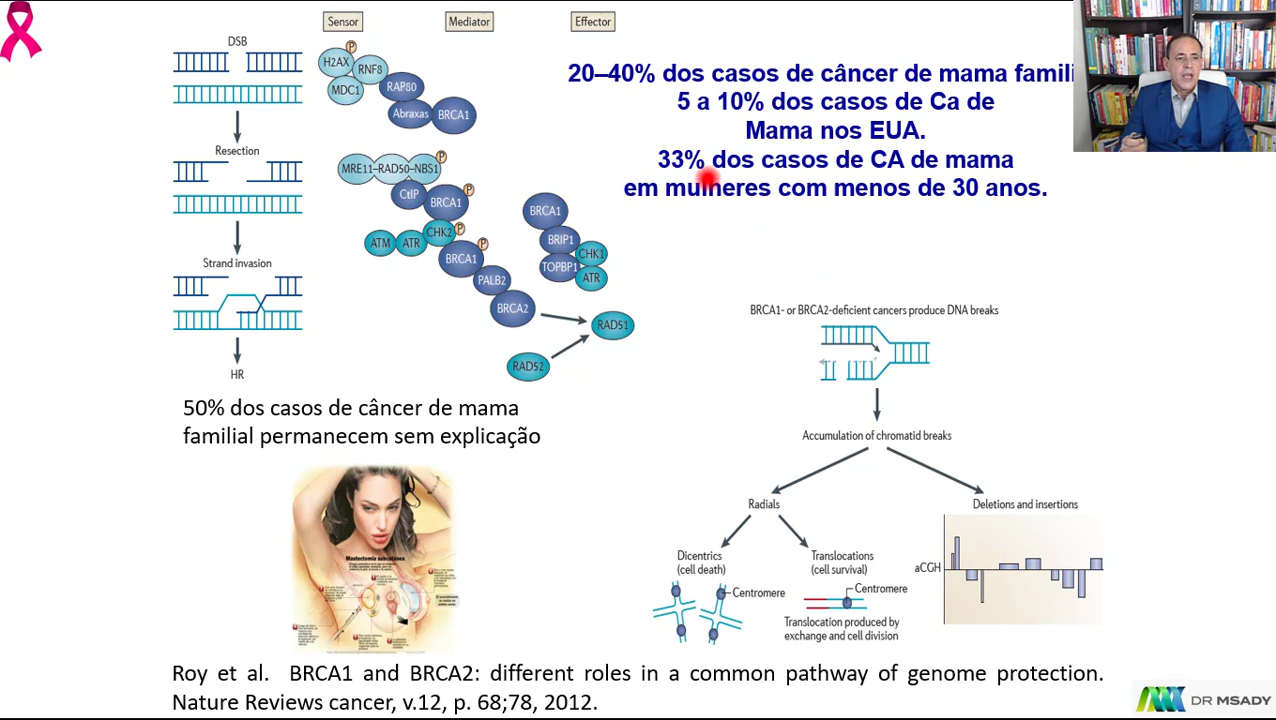 Sensor
Mediator
Effector
DSB
P
H2AX
RNF8
MDC1
RAP80
Abraxas
BRCA1
20–40% dos casos de câncer de mama famili
5 a 10% dos casos de Ca de
Mama nos EUA.
33% dos casos de CA de mama
em mulheres com menos de 30 anos.
Resection
MRE11–RAD50–NBS1
P
CtIP
BRCA1
P
ATM
ATR
CHK2
P
BRCA1
P
PALB2
BRCA2
BRCA1
BRIP1
CHK1
TOPBP1
ATR
Strand invasion
RAD51
RAD52
HR
50% dos casos de câncer de mama
familial permanecem sem explicação
BRCA1- or BRCA2-deficient cancers produce DNA breaks
Accumulation of chromatid breaks
Radials
Deletions and insertions
Dicentrics
(cell death)
Translocations
(cell survival)
aCGH
Centromere
Centromere
Translocation produced by
exchange and cell division
Mastectomia subcutánea
Roy et al. BRCA1 and BRCA2: different roles in a common pathway of genome protection.
Nature Reviews cancer, v.12, p. 68;78, 2012.
DR MSADY